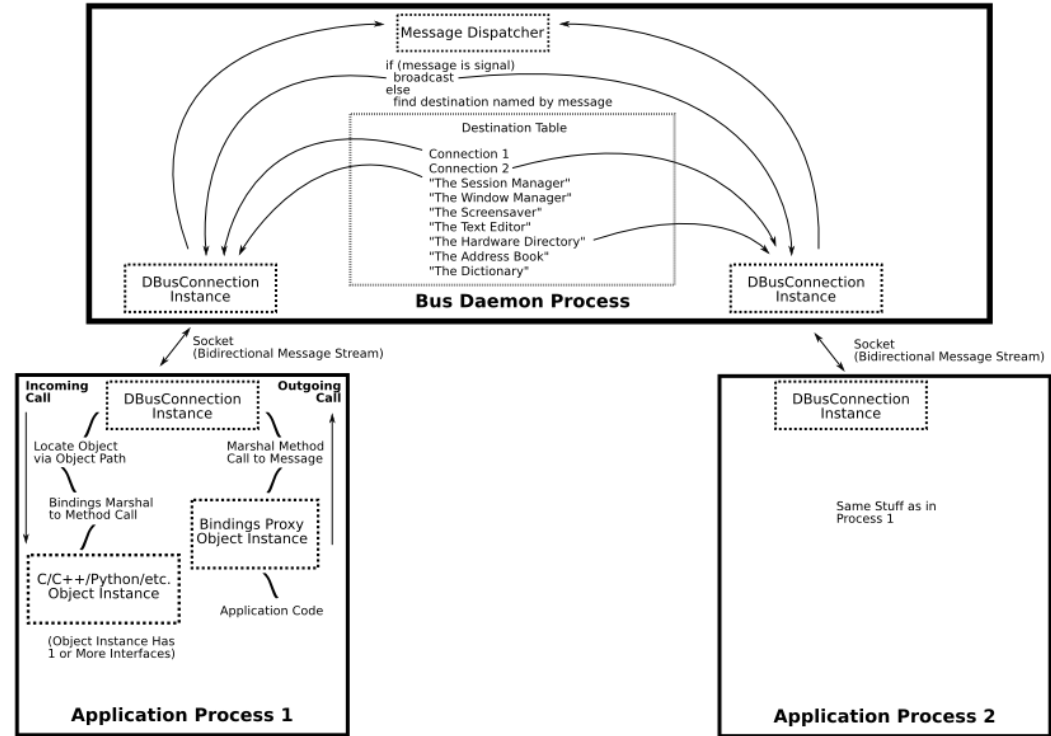 Message Dispatcher
if (message is signal)
broadcast
else
find destination named by message
Destination Table
Connection 1
Connection 2
"The Session Manager"
"The Window Manager"
"The Screensaver"
"The Text Editor"
"The Hardware Directory"
"The Address Book"
"The Dictionary"
DBusConnection
Instance
DBusConnection
Instance
Bus Daemon Process
Socket
(Bidirectional Message Stream)
Socket
(Bidirectional Message Stream)
Incoming
Call
DBusConnection
Instance
Outgoing
Call
Locate Object
via Object Path
Marshal Method
Call to Message
Bindings Marshal
to Method Call
Bindings Proxy
Object Instance
C/C++/Python/etc.
Object Instance
Application Code
(Object Instance Has
1 or More Interfaces)
Application Process 1
DBusConnection
Instance
Same Stuff as in
Process 1
Application Process 2